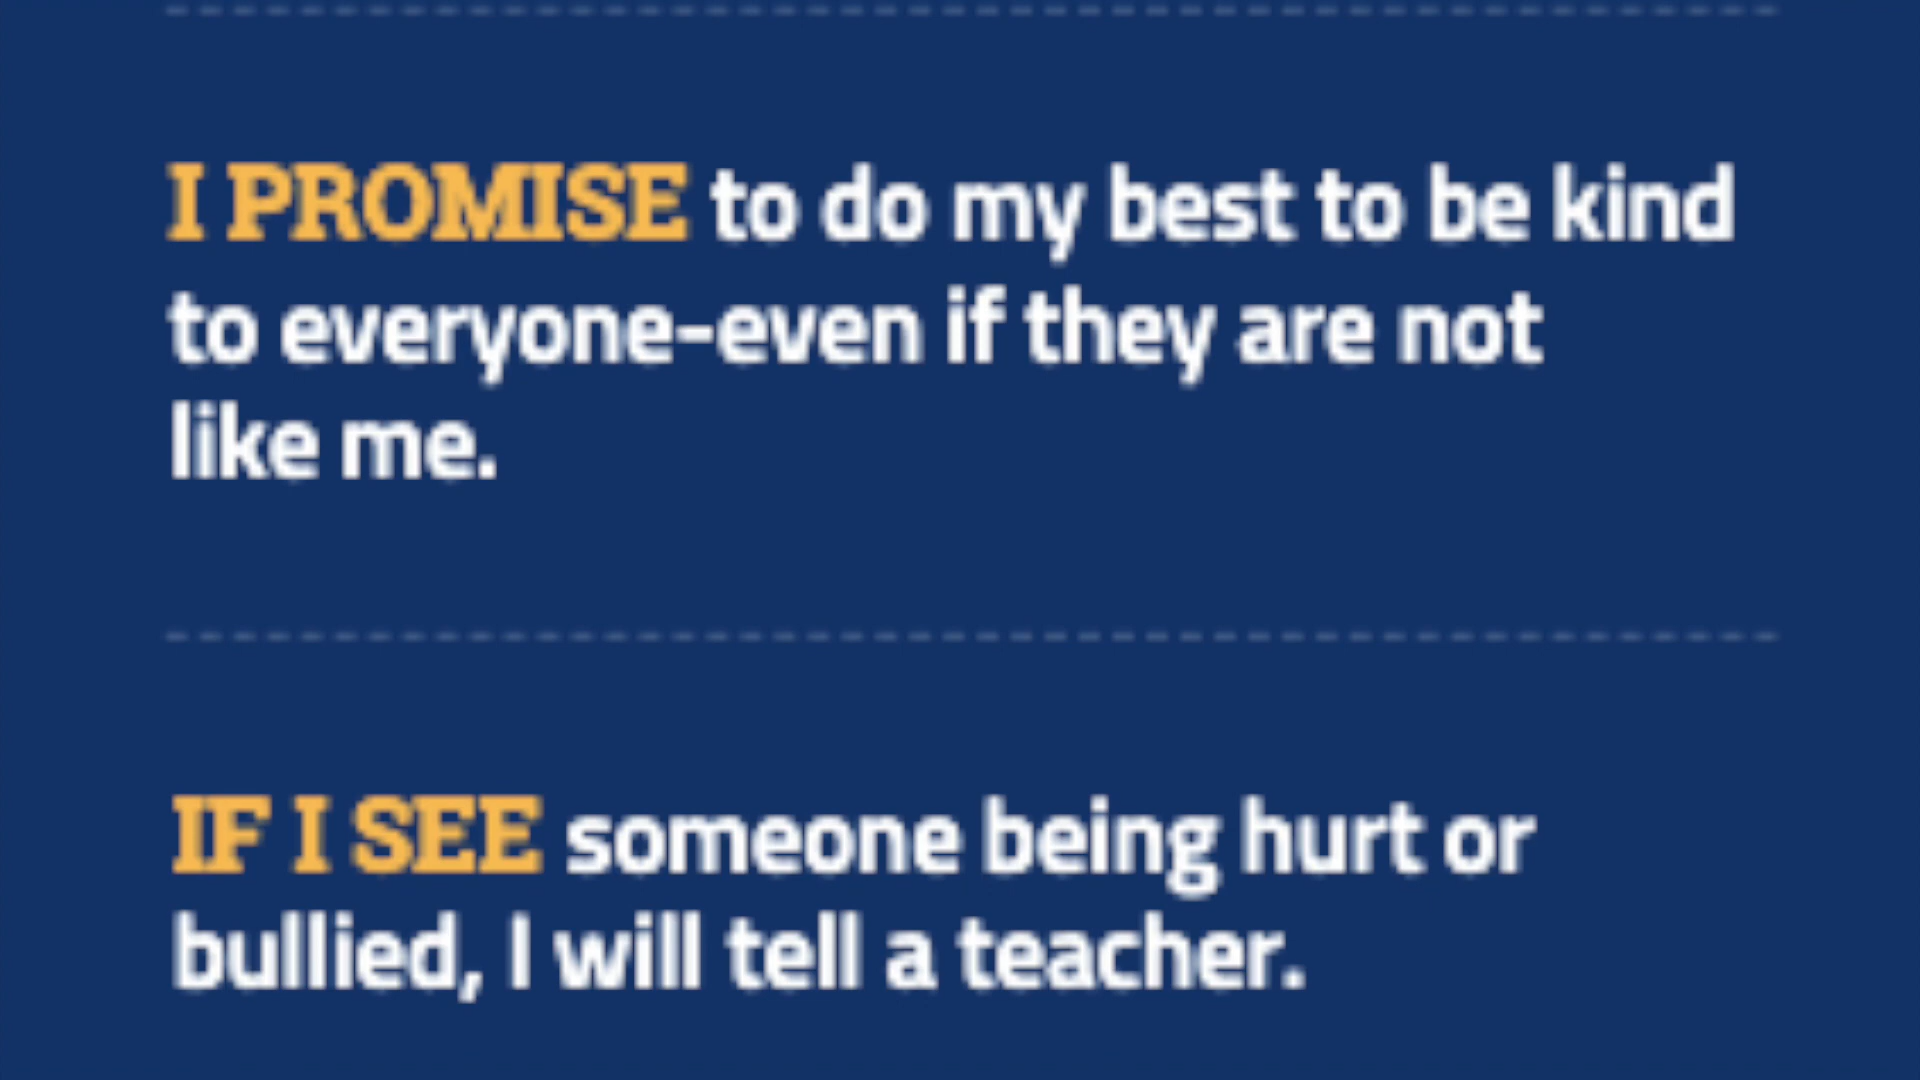 I PROMISE to do my best to be kind
to everyone-even if they are not
like me.
IF I SEE someone being hurt or
bullied, I will tell a teacher.